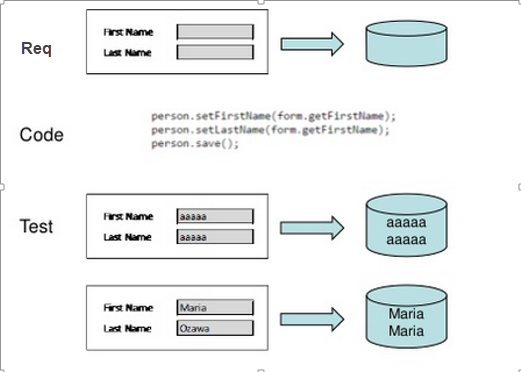 Req
First Name
Last Name
Code
person.setFirstName(form.getFirstName);
person.setLastName(form.getFirstName);
person.save();
Test
First Name aaaaa
Last Name aaaaa
aaaaa
aaaaa
First Name Maria
Last Name Ozawa
Maria
Maria